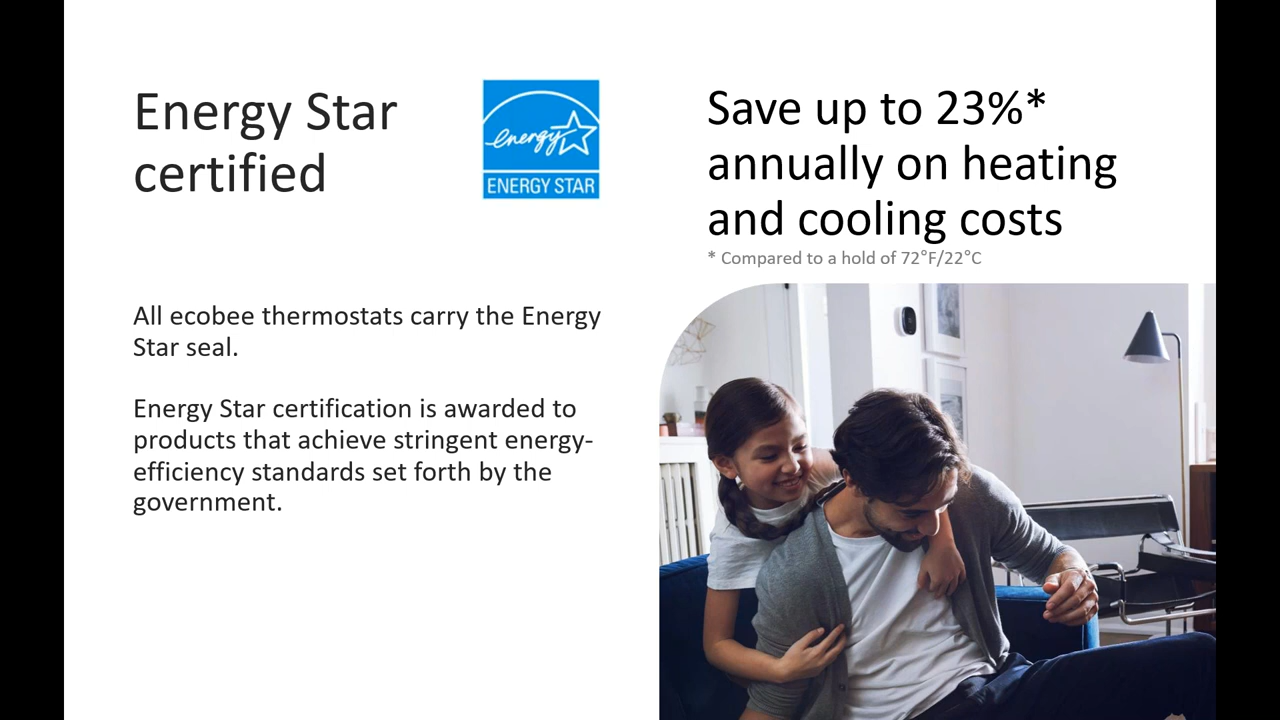 Energy Star
certified
energy
ENERGY STAR
All ecobee thermostats carry the Energy
Star seal.
Energy Star certification is awarded to
products that achieve stringent energy-
efficiency standards set forth by the
government.
Save up to 23%*
annually on heating
and cooling costs
* Compared to a hold of 72°F/22°C